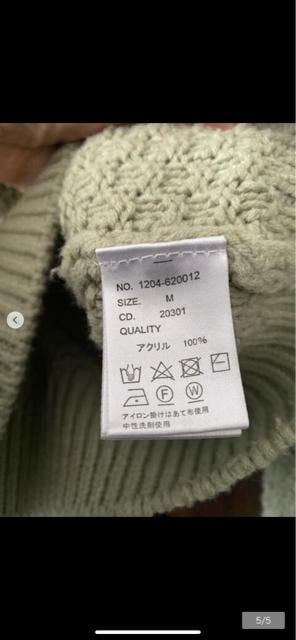 NO. 1204-620012
SIZE. M
CD. 20301
QUALITY
アクリル 100%
アイロン掛けはあて布使用
中性洗剤使用
5/5